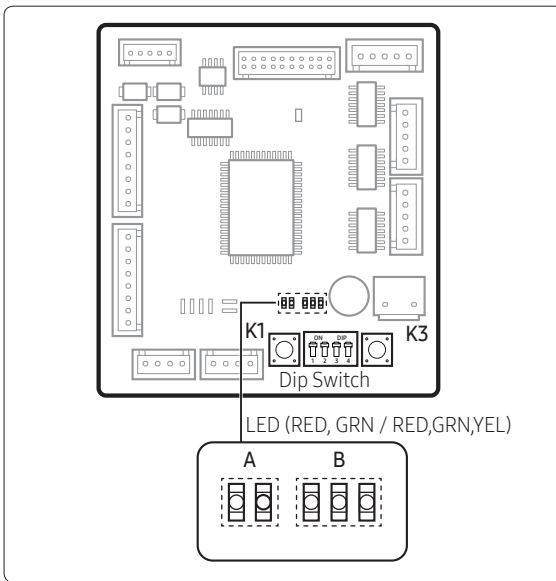 K1
K3
ON DIP
1 2 3 4
Dip Switch
LED (RED, GRN / RED,GRN,YEL)
A B